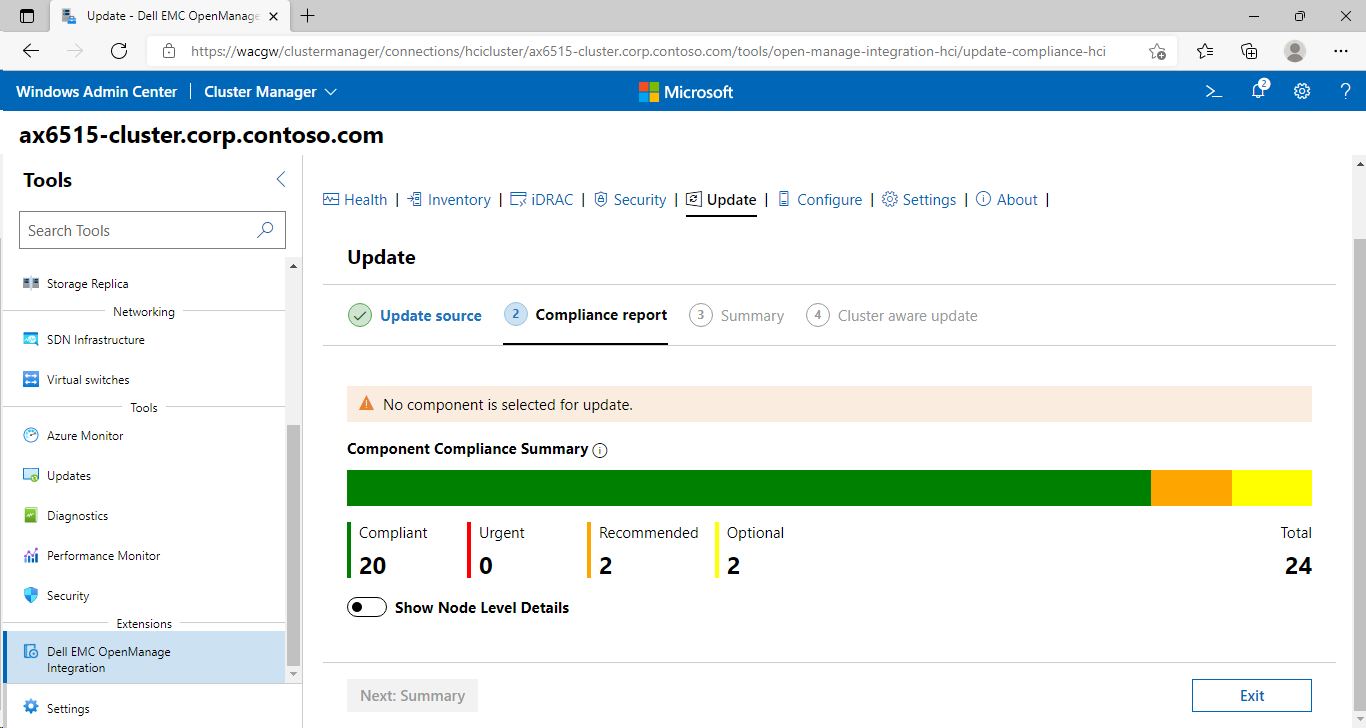 Update - Dell EMC OpenManage
https://wacgw/clustermanager/connections/hcicluster/ax6515-cluster.corp.contoso.com/tools/open-manage-integration-hci/update-compliance-hci
Windows Admin Center | Cluster Manager
Microsoft
2
?
ax6515-cluster.corp.contoso.com
Tools
Search Tools
Storage Replica
Networking
SDN Infrastructure
Virtual switches
Tools
Azure Monitor
Updates
Diagnostics
Performance Monitor
Security
Extensions
Dell EMC OpenManage
Integration
Settings
Health | Inventory | iDRAC | Security | Update | Configure | Settings | About |
Update
Update source 2 Compliance report 3 Summary 4 Cluster aware update
No component is selected for update.
Component Compliance Summary
Compliant Urgent Recommended Optional Total
20 0 2 2 24
Show Node Level Details
Next: Summary Exit